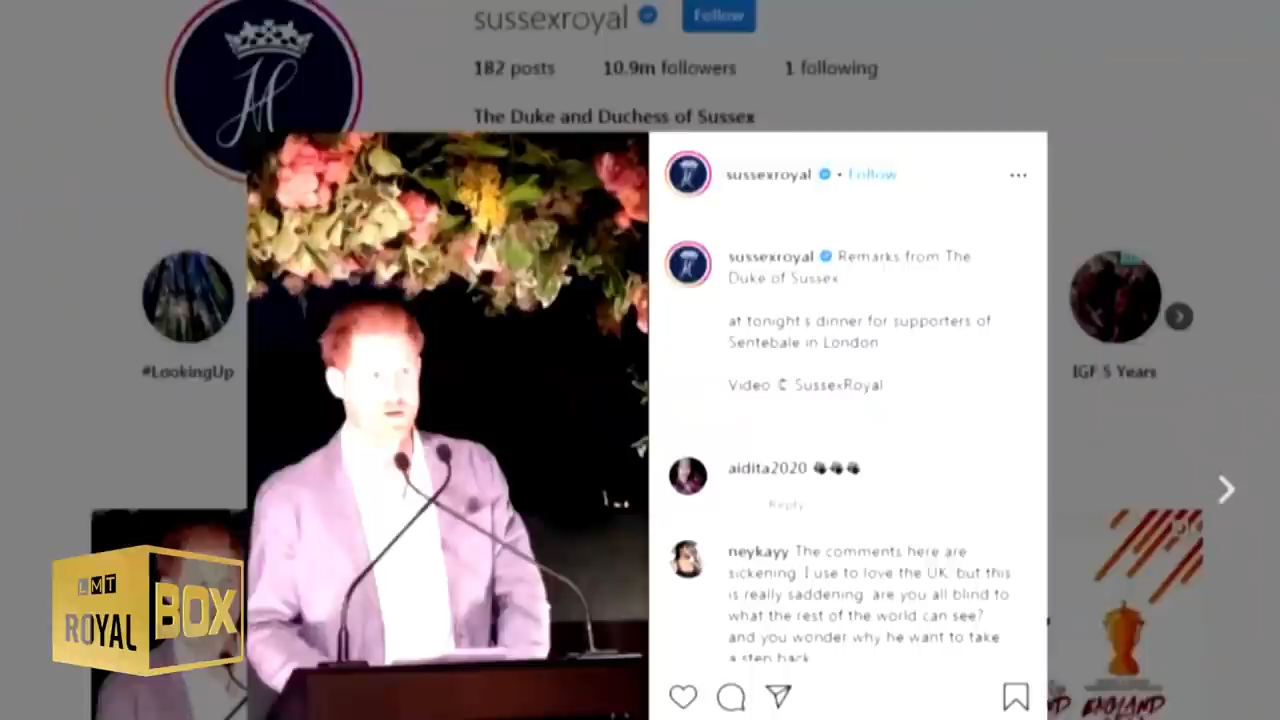 sussexroyal Follow
182 posts 10.9m followers 1 following
The Duke and Duchess of Sussex
sussexroyal • Follow
sussexroyal Remarks from The
Duke of Sussex
at tonight s dinner for supporters of
Sentebale in London
Video © SussexRoyal
aidita2020
Reply
neykayy The comments here are
sickening. I use to love the UK, but this
is really saddening, are you all blind to
what the rest of the world can see?
and you wonder why he want to take
a step back
#LookingUp
IGF 5 Years
LMT
ROYAL
BOX
ENGLAND